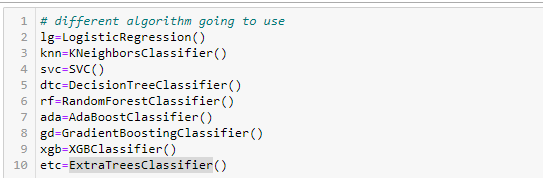 1 # different algorithm going to use
2 lg=LogisticRegression()
3 knn=KNeighborsClassifier()
4 svc=SVC()
5 dtc=DecisionTreeClassifier()
6 rf=RandomForestClassifier()
7 ada=AdaBoostClassifier()
8 gd=GradientBoostingClassifier()
9 xgb=XGBClassifier()
10 etc=ExtraTreesClassifier()